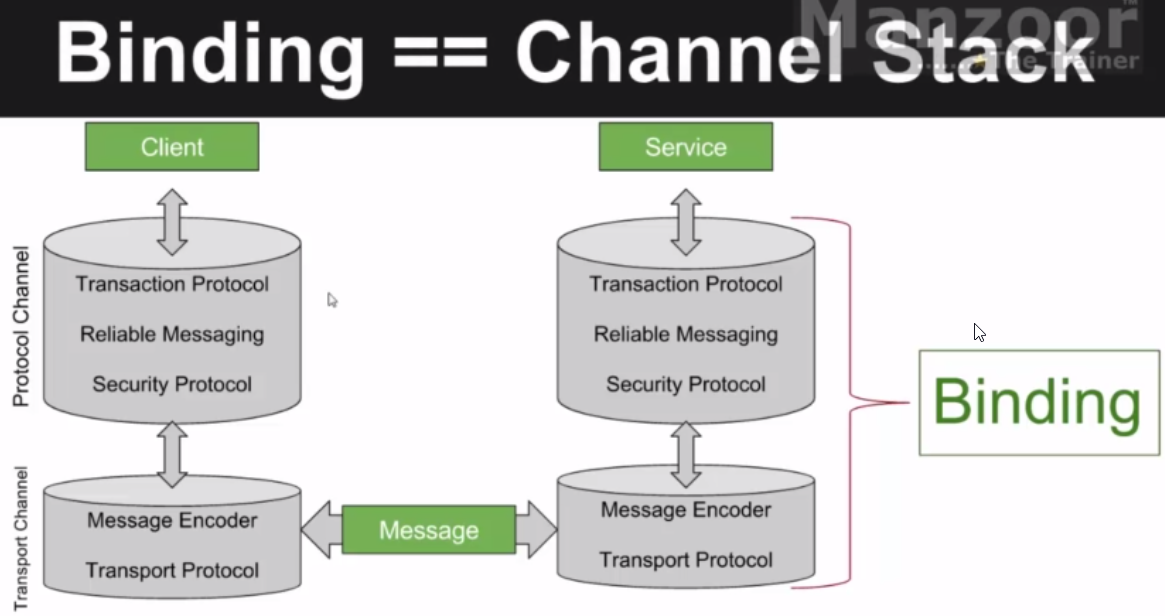 Binding == Channel Stack
Manzoor™
........The Trainer
Client
Service
Protocol Channel
Transaction Protocol
Reliable Messaging
Security Protocol
Transaction Protocol
Reliable Messaging
Security Protocol
Binding
Transport Channel
Message Encoder
Transport Protocol
Message
Message Encoder
Transport Protocol